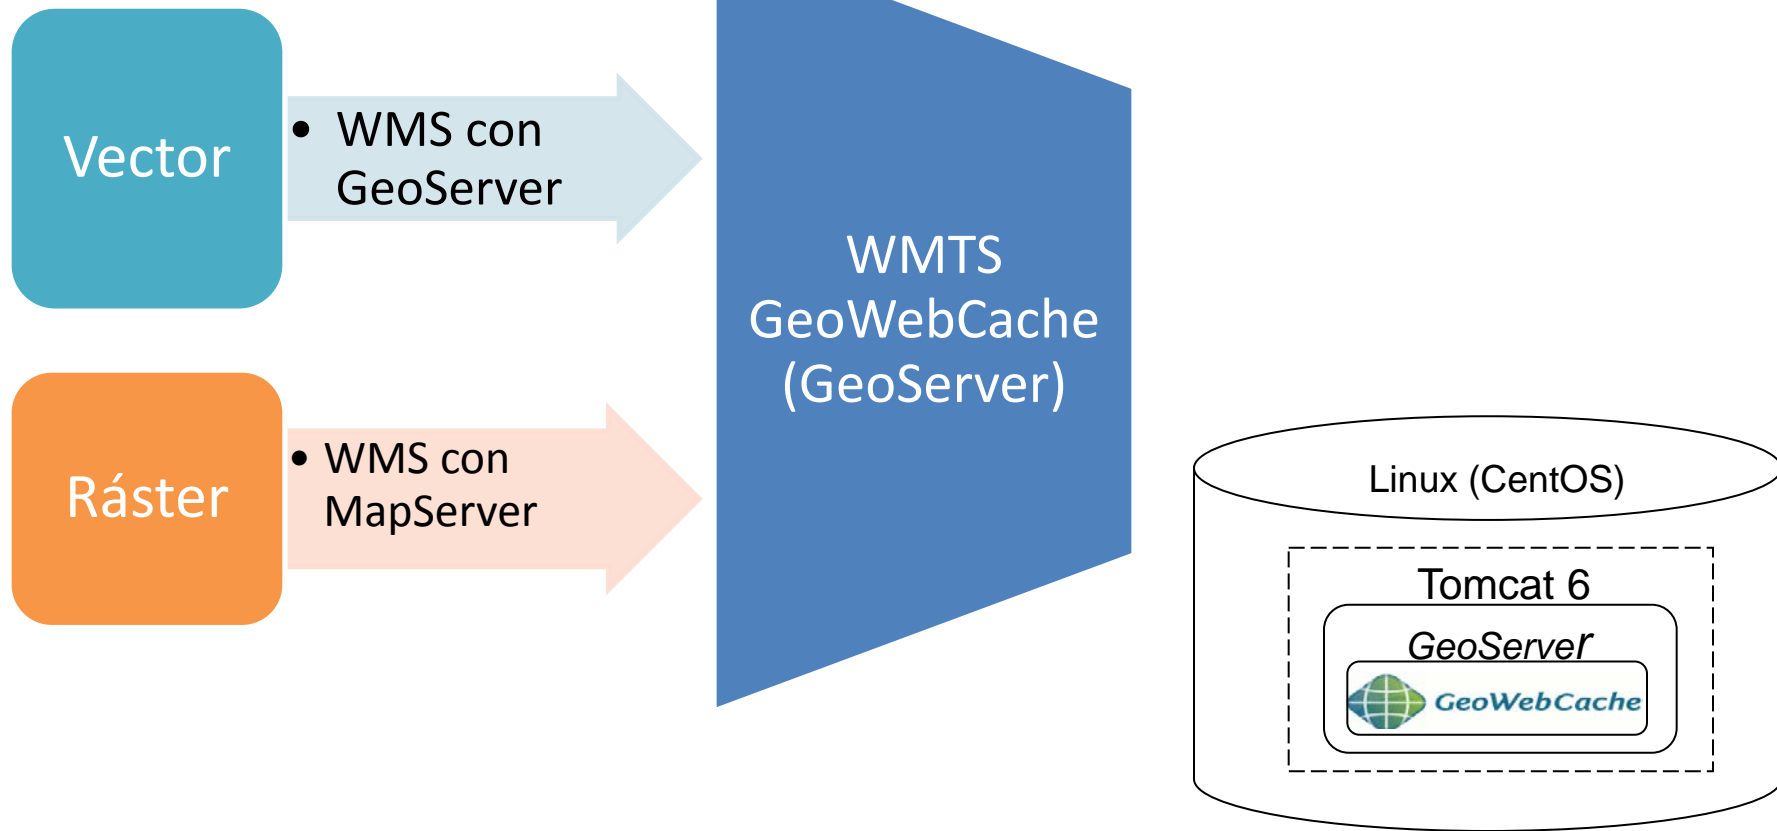 Vector
• WMS con
GeoServer
WMTS
GeoWebCache
(GeoServer)
Ráster
• WMS con
MapServer
Linux (CentOS)
Tomcat 6
GeoServer
GeoWebCache